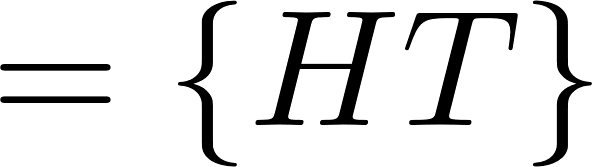 = {HT}